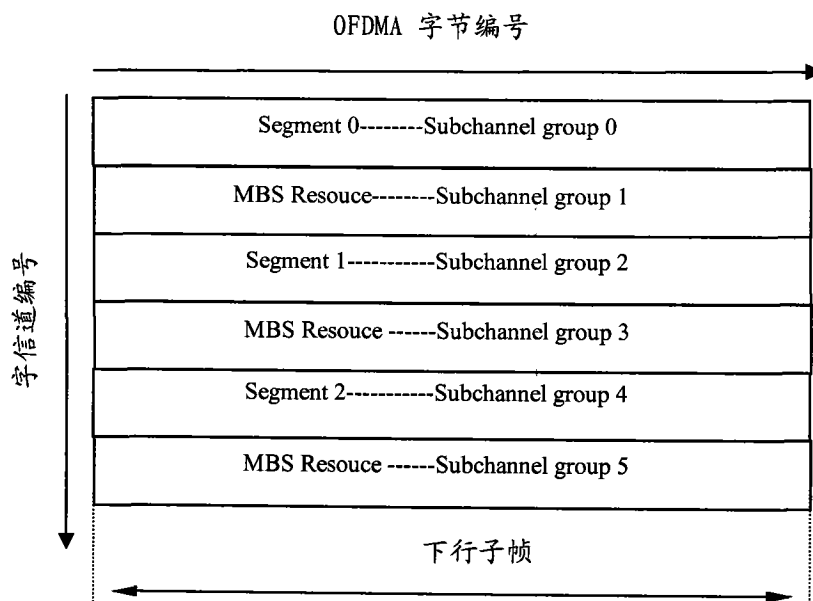 OFDMA 字节编号
Segment 0--------Subchannel group 0
MBS Resouce--------Subchannel group 1
Segment 1-----------Subchannel group 2
MBS Resouce ------Subchannel group 3
Segment 2-----------Subchannel group 4
MBS Resouce ------Subchannel group 5
字信道编号
下行子帧